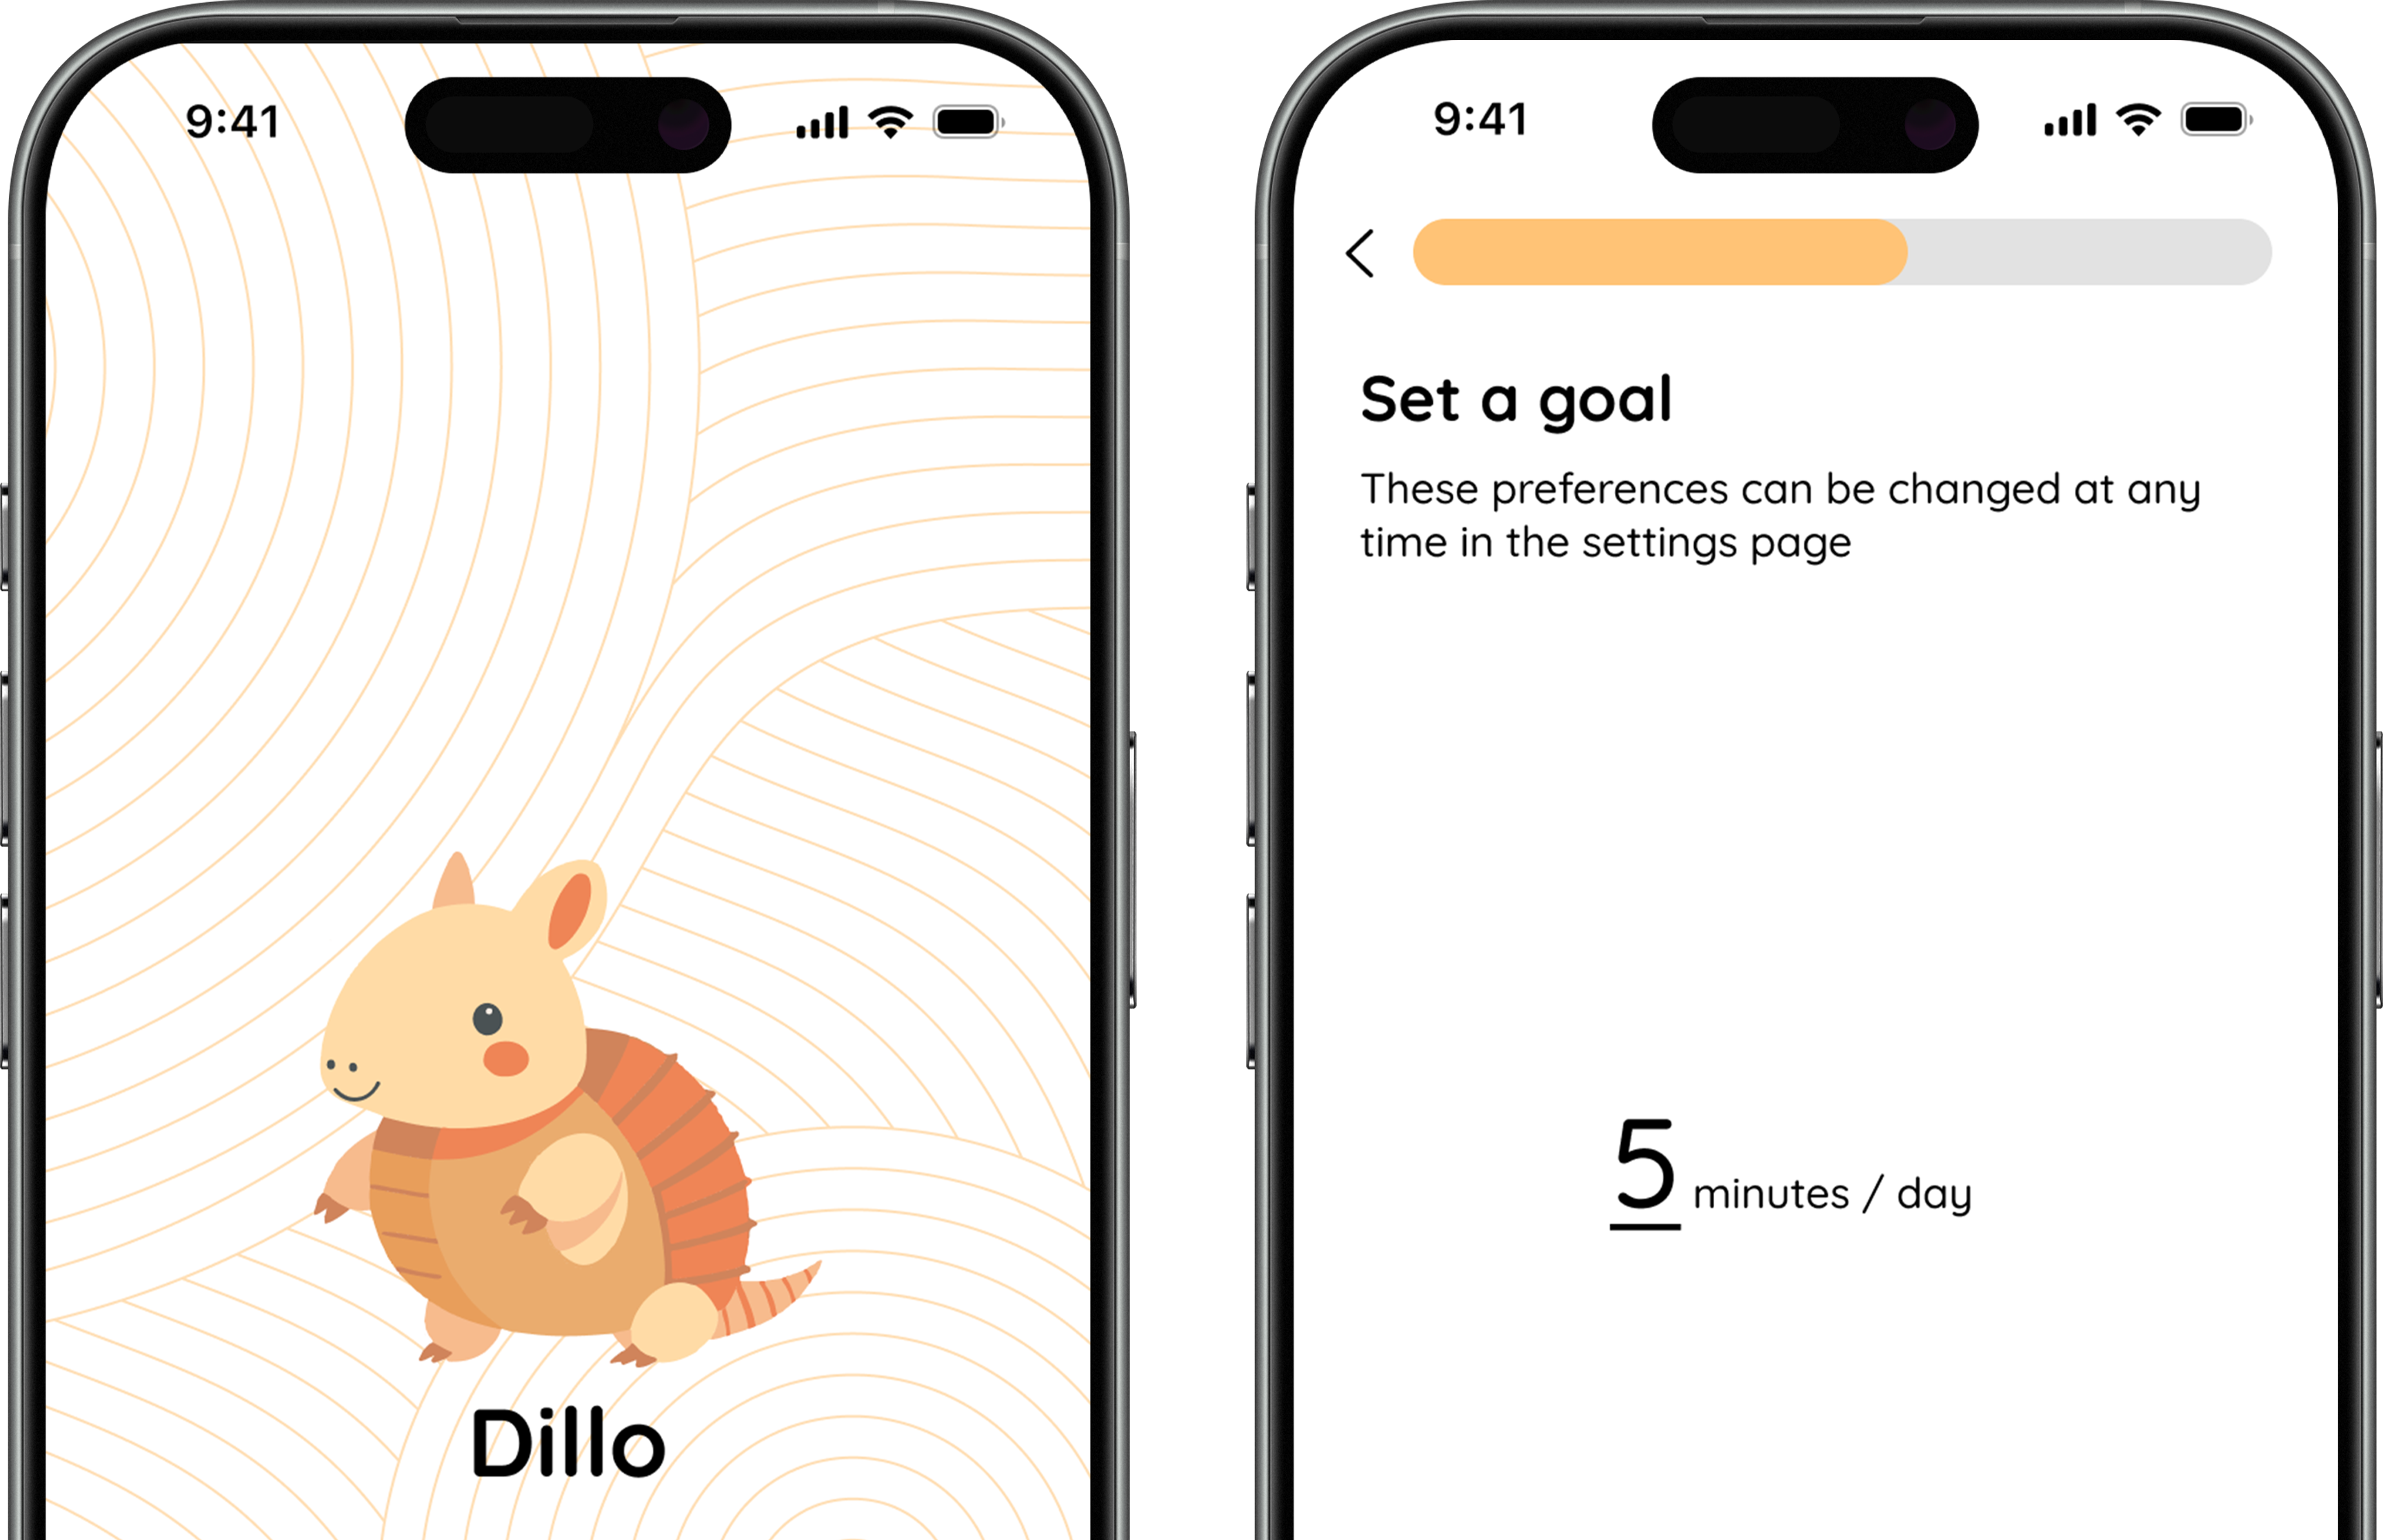 9:41
Dillo
9:41
Set a goal
These preferences can be changed at any
time in the settings page
5 minutes / day